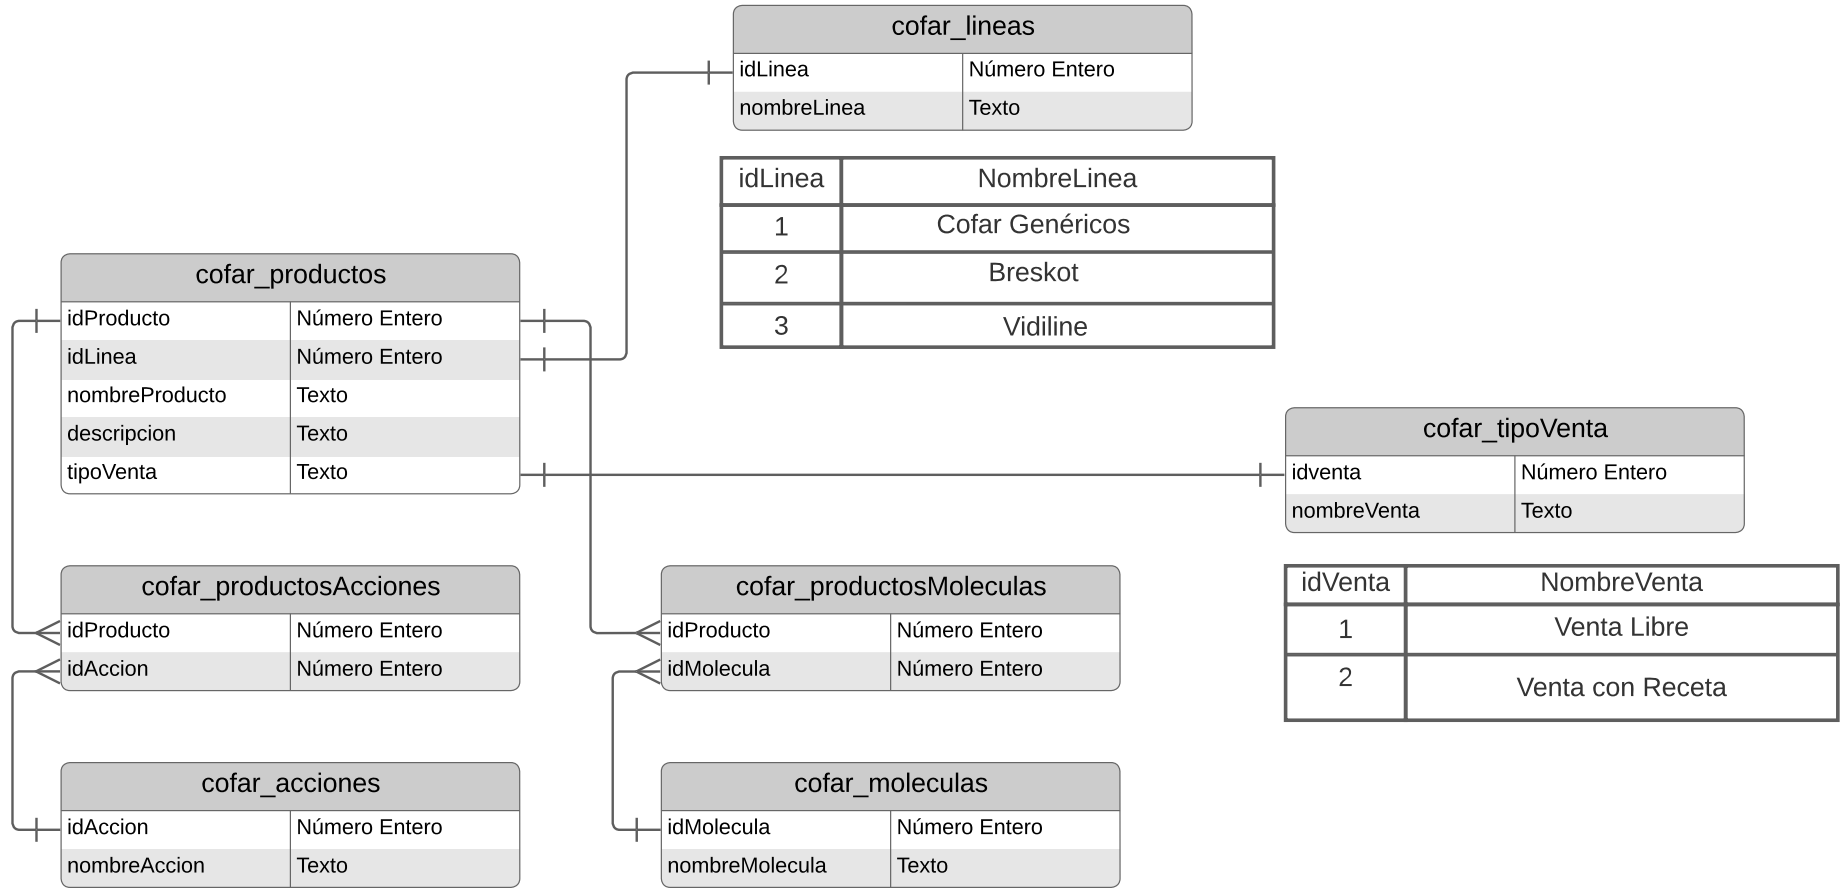 cofar_lineas
idLinea Número Entero
nombreLinea Texto
idLinea NombreLinea
1 Cofar Genéricos
2 Breskot
3 Vidiline
cofar_productos
idProducto Número Entero
idLinea Número Entero
nombreProducto Texto
descripcion Texto
tipoVenta Texto
cofar_tipoVenta
idventa Número Entero
nombreVenta Texto
idVenta NombreVenta
1 Venta Libre
2 Venta con Receta
cofar_productosAcciones
idProducto Número Entero
idAccion Número Entero
cofar_productosMoleculas
idProducto Número Entero
idMolecula Número Entero
cofar_acciones
idAccion Número Entero
nombreAccion Texto
cofar_moleculas
idMolecula Número Entero
nombreMolecula Texto